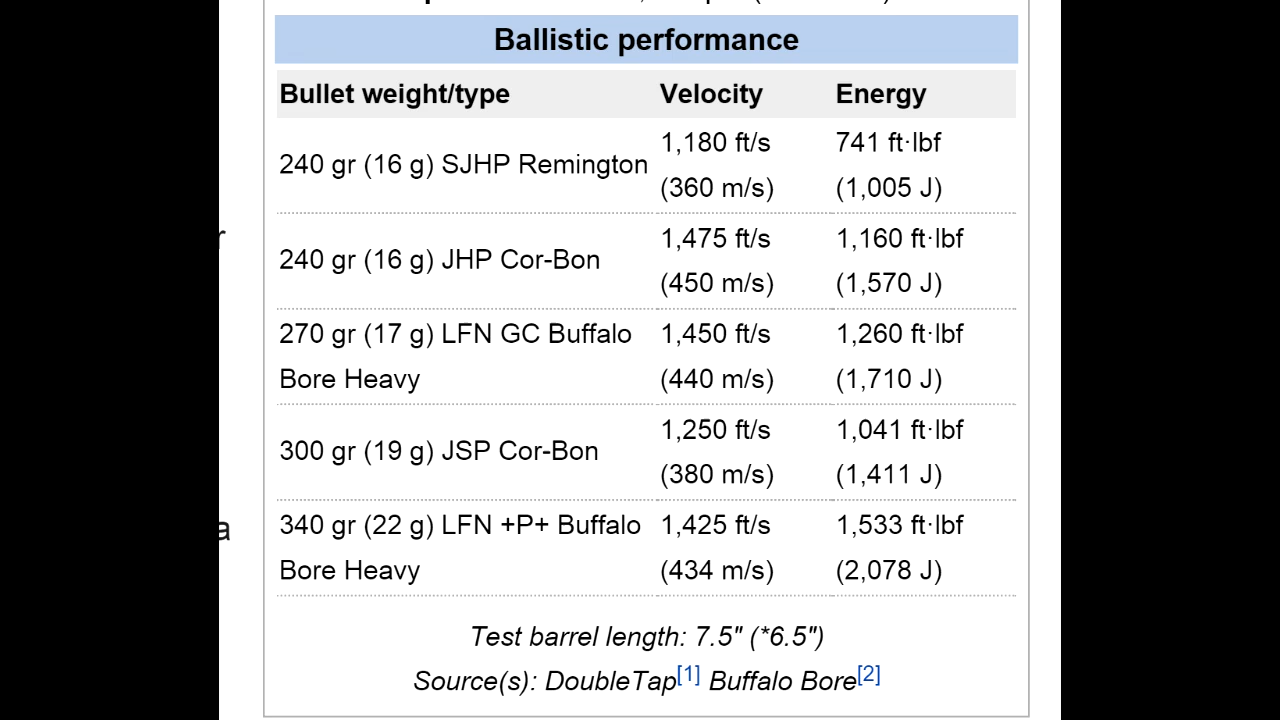 Ballistic performance
Bullet weight/type Velocity Energy
240 gr (16 g) SJHP Remington 1,180 ft/s (360 m/s) 741 ft·lbf (1,005 J)
240 gr (16 g) JHP Cor-Bon 1,475 ft/s (450 m/s) 1,160 ft·lbf (1,570 J)
270 gr (17 g) LFN GC Buffalo 1,450 ft/s 1,260 ft·lbf
Bore Heavy (440 m/s) (1,710 J)
300 gr (19 g) JSP Cor-Bon 1,250 ft/s (380 m/s) 1,041 ft·lbf (1,411 J)
340 gr (22 g) LFN +P+ Buffalo 1,425 ft/s 1,533 ft·lbf
Bore Heavy (434 m/s) (2,078 J)
Test barrel length: 7.5" (*6.5")
Source(s): DoubleTap[1] Buffalo Bore[2]